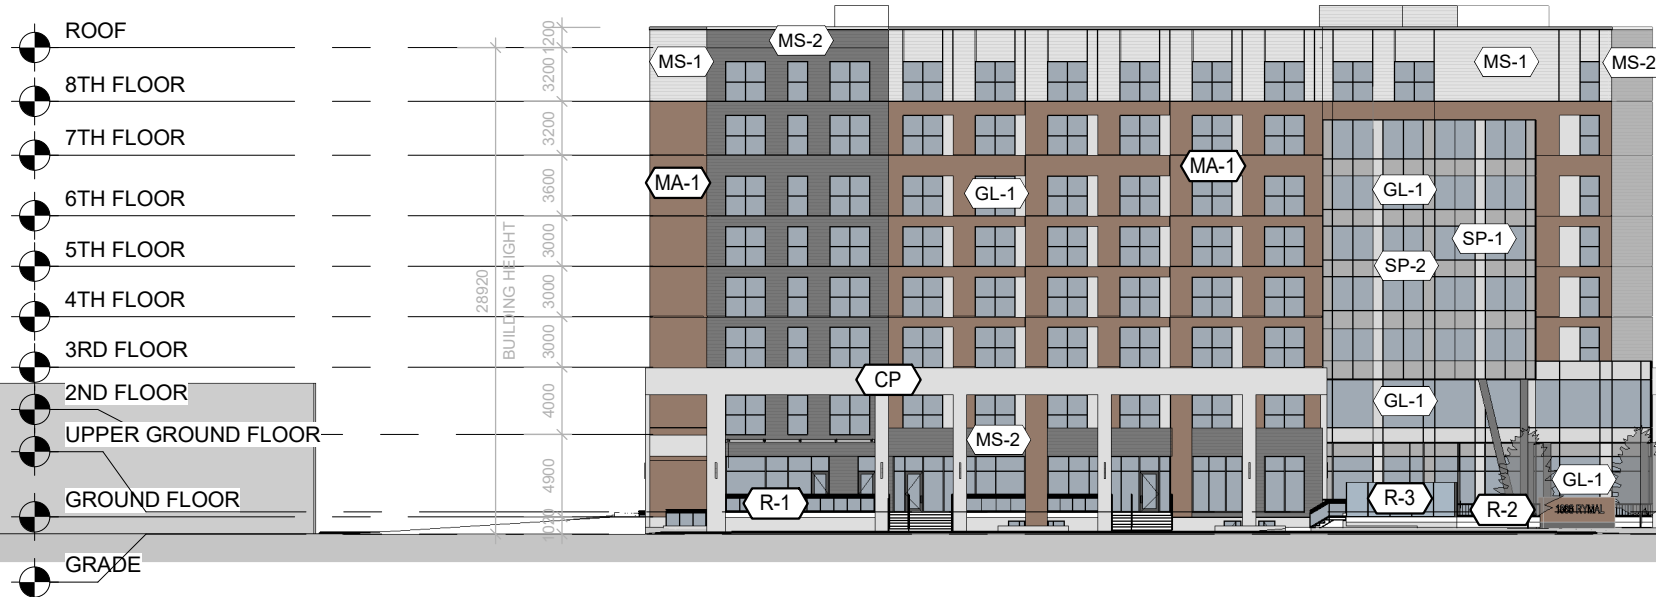 ROOF
8TH FLOOR
7TH FLOOR
6TH FLOOR
5TH FLOOR
4TH FLOOR
3RD FLOOR
2ND FLOOR
UPPER GROUND FLOOR
GROUND FLOOR
GRADE
28920
BUILDING HEIGHT
1200
3200
3200
3600
3000
3000
3000
4000
4900
1020
MS-1
MS-2
MS-1
MS-2
MA-1
GL-1
MA-1
GL-1
SP-1
SP-2
CP
GL-1
MS-2
R-1
R-3
R-2
GL-1
RYMAL